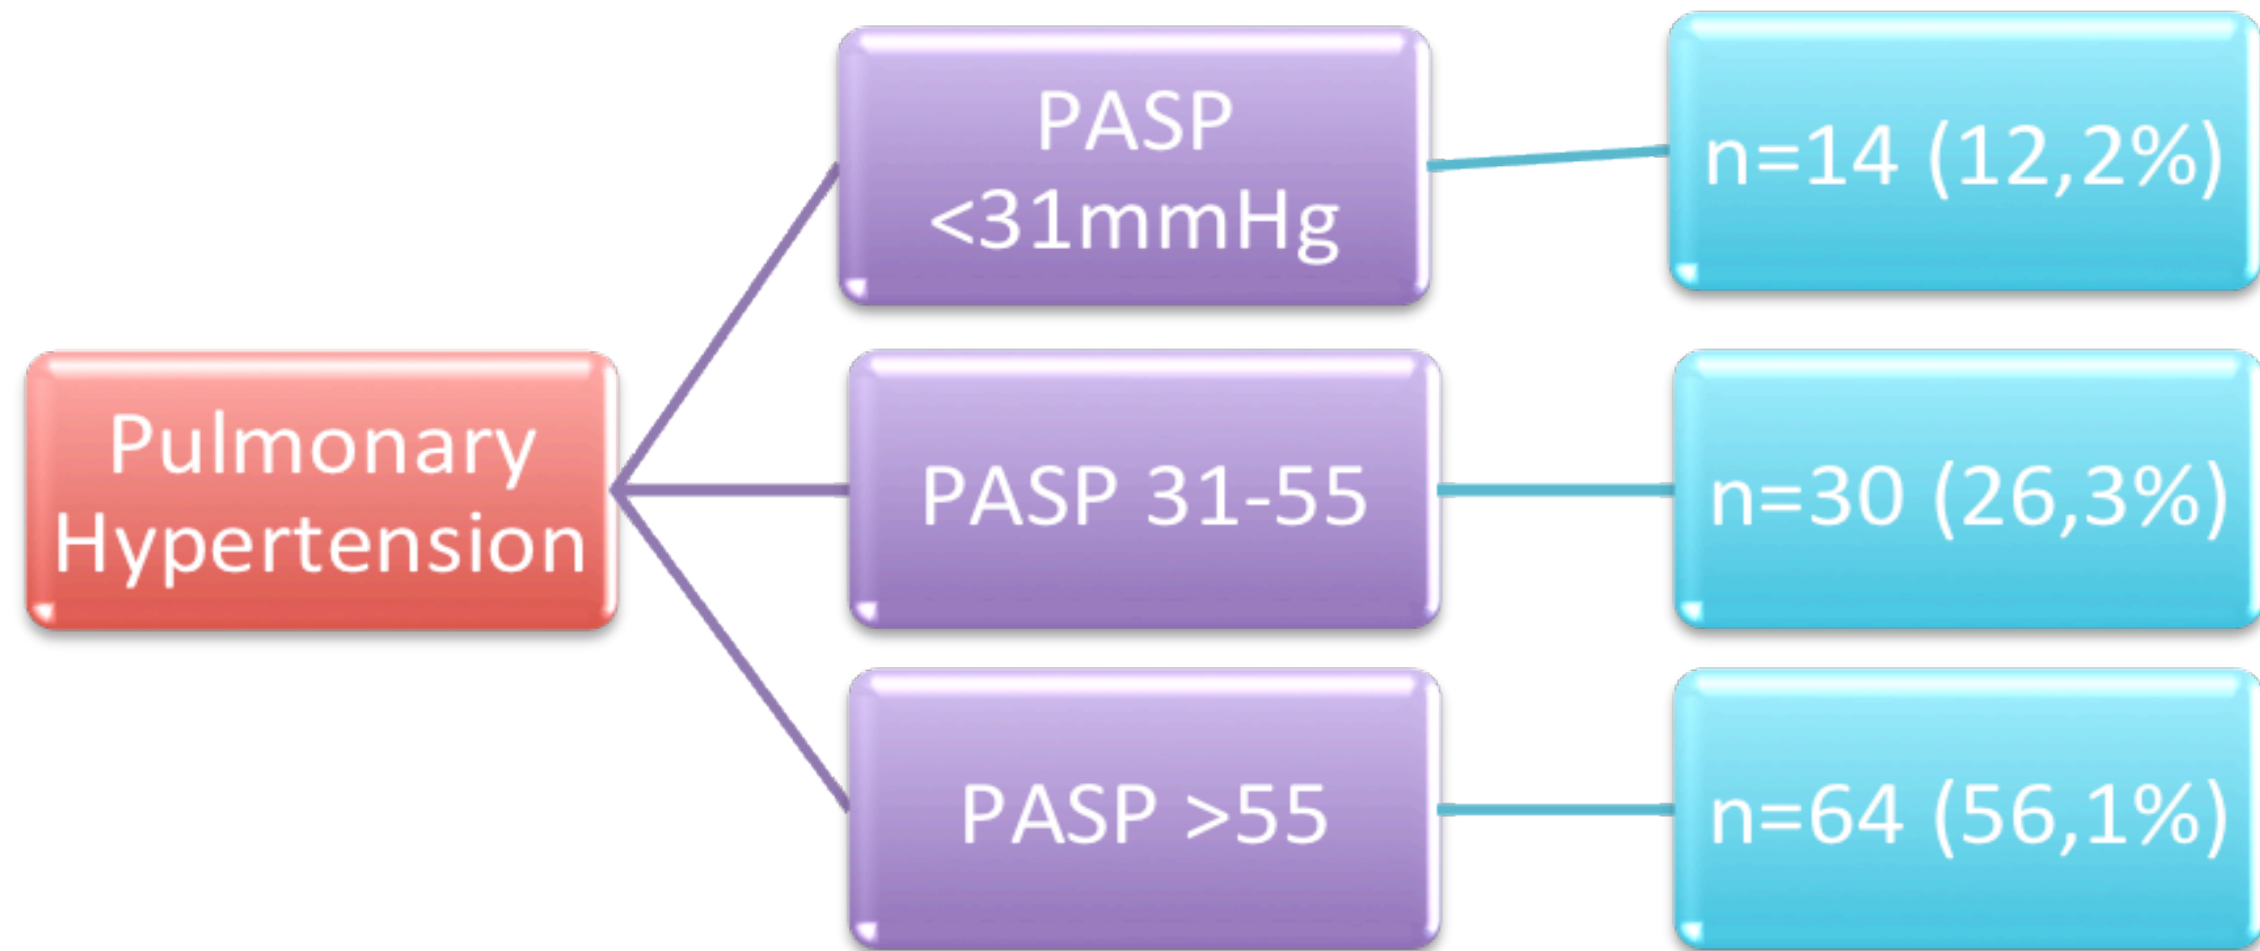 Pulmonary
Hypertension
PASP
<31mmHg
n=14 (12,2%)
PASP 31-55
n=30 (26,3%)
PASP >55
n=64 (56,1%)